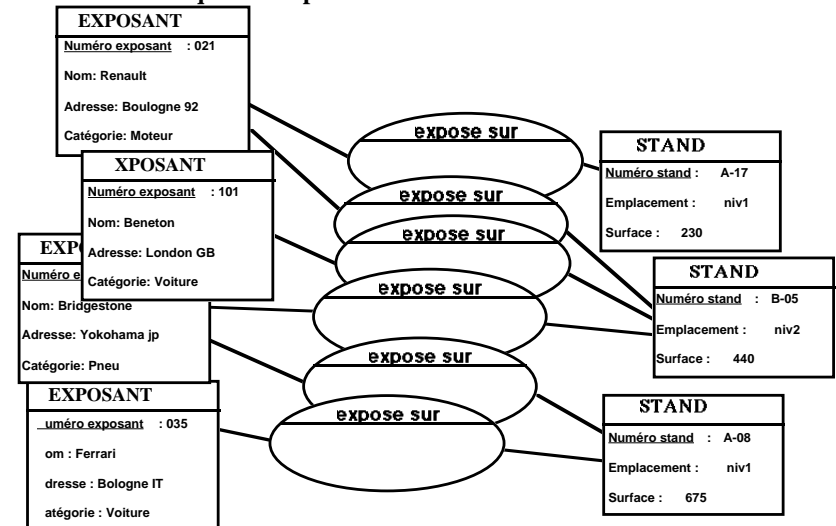 EXPOSANT
Numéro exposant : 021
Nom: Renault
Adresse: Boulogne 92
Catégorie: Moteur
XPOSANT
Numéro exposant : 101
Nom: Beneton
Adresse: London GB
Catégorie: Voiture
EXP
Numéro e
Nom: Bridgestone
Adresse: Yokohama jp
Catégorie: Pneu
EXPOSANT
uméro exposant : 035
om : Ferrari
dresse : Bologne IT
atégorie : Voiture
expose sur
expose sur
expose sur
expose sur
expose sur
expose sur
STAND
Numéro stand : A-17
Emplacement : niv1
Surface : 230
STAND
Numéro stand : B-05
Emplacement : niv2
Surface : 440
STAND
Numéro stand : A-08
Emplacement : niv1
Surface : 675